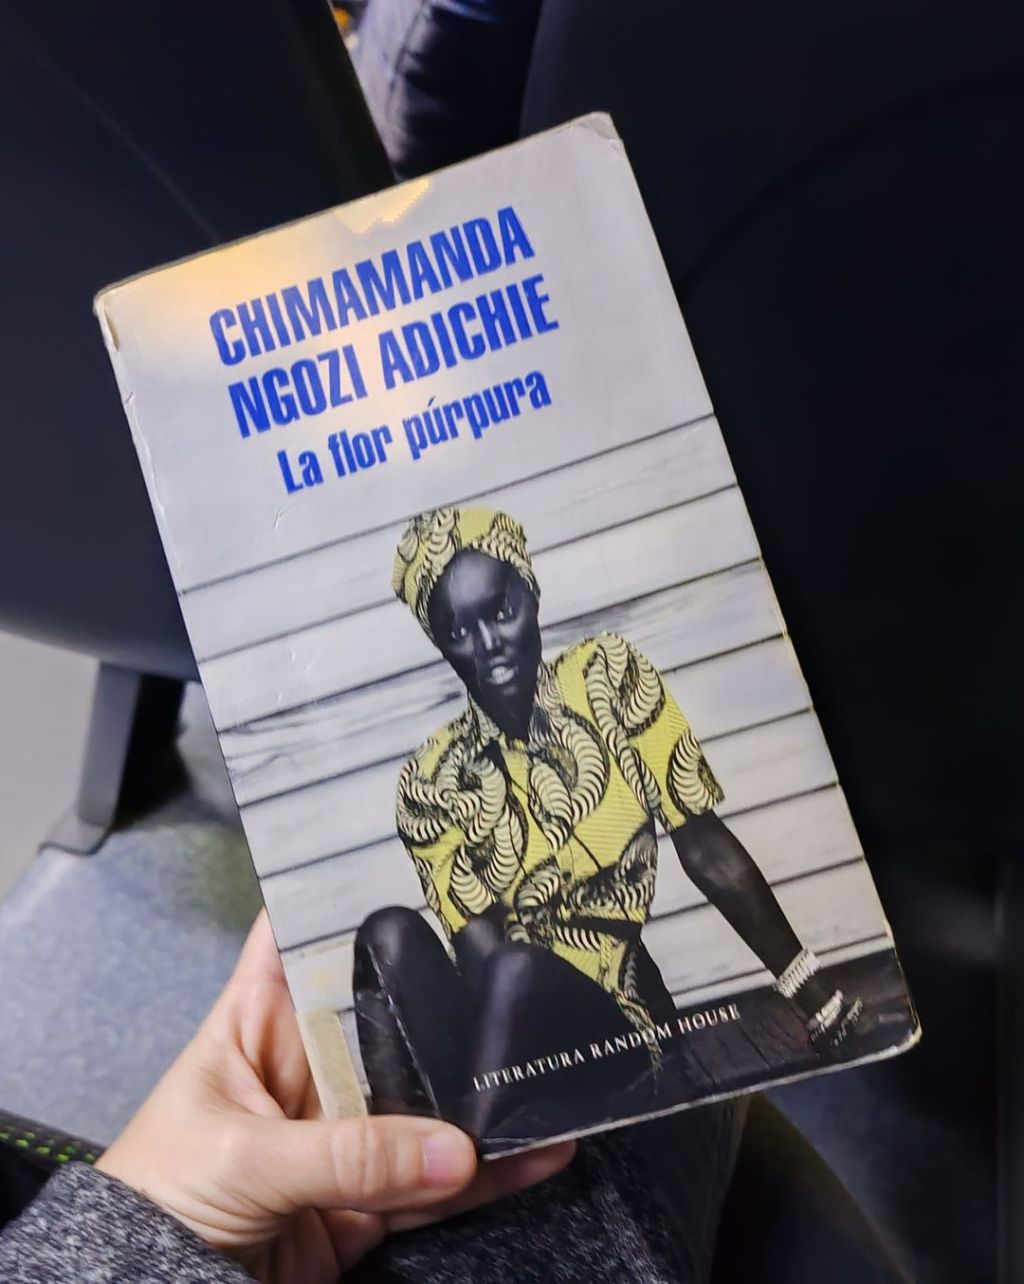 CHIMAMANDA
NGOZI ADICHIE
La flor púrpura
LITERATURA RANDOM HOUSE